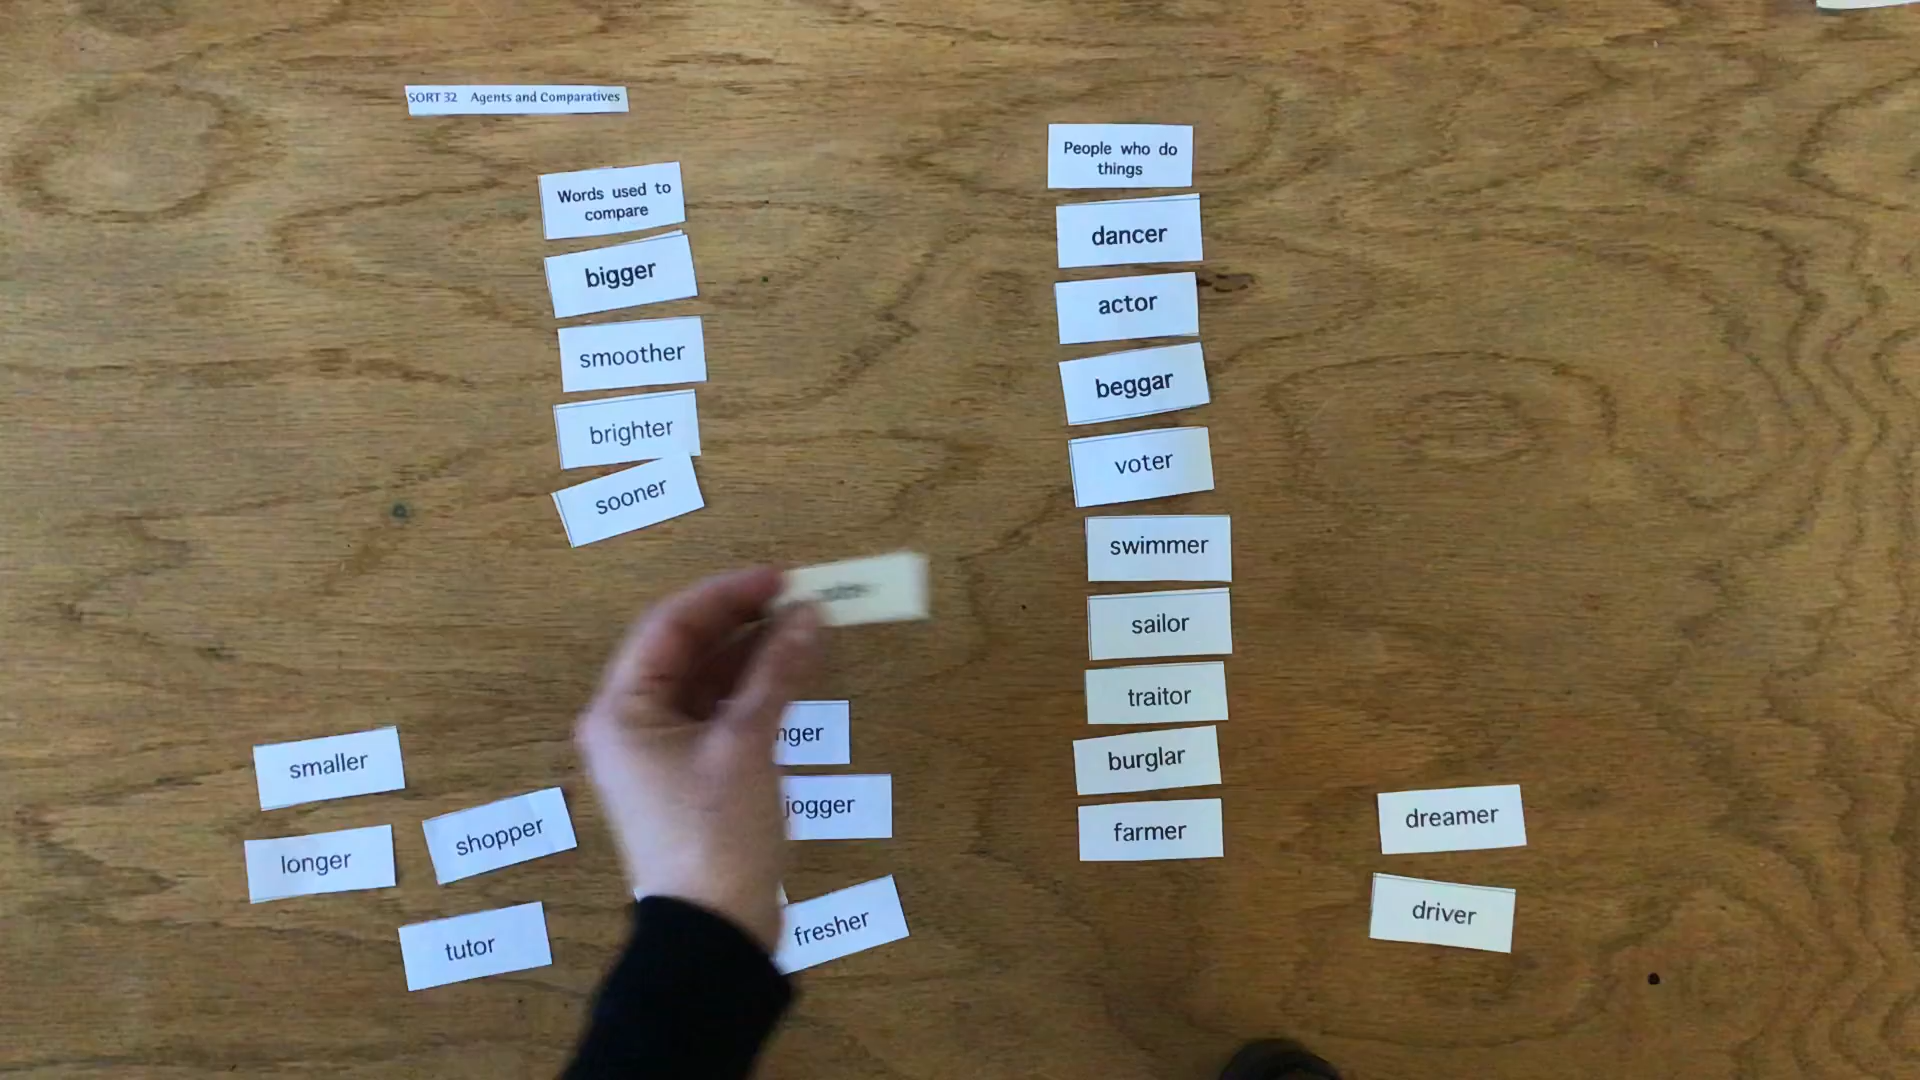 SORT 32 Agents and Comparatives
Words used to
compare
bigger
smoother
brighter
sooner
People who do
things
dancer
actor
beggar
voter
swimmer
sailor
traitor
burglar
farmer
smaller
longer
shopper
tutor
nger
jogger
fresher
dreamer
driver